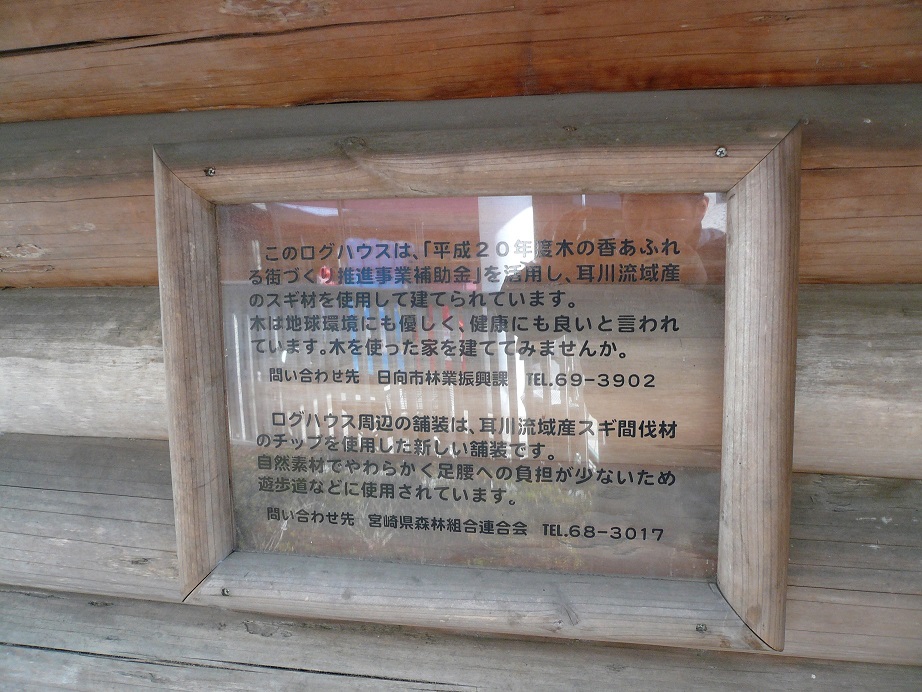 このログハウスは、「平成20年度木の香あふれ
る街づくり推進事業補助金」を活用し、耳川流域産
のスギ材を使用して建てられています。
木は地球環境にも優しく、健康にも良いと言われ
ています。木を使った家を建ててみませんか。
問い合わせ先 日向市林業振興課 TEL.69-3902
ログハウス周辺の舗装は、耳川流域産スギ間伐材
のチップを使用した新しい舗装です。
自然素材でやわらかく足腰への負担が少ないため
遊歩道などに使用されています。
問い合わせ先 宮崎県森林組合連合会 TEL.68-3017